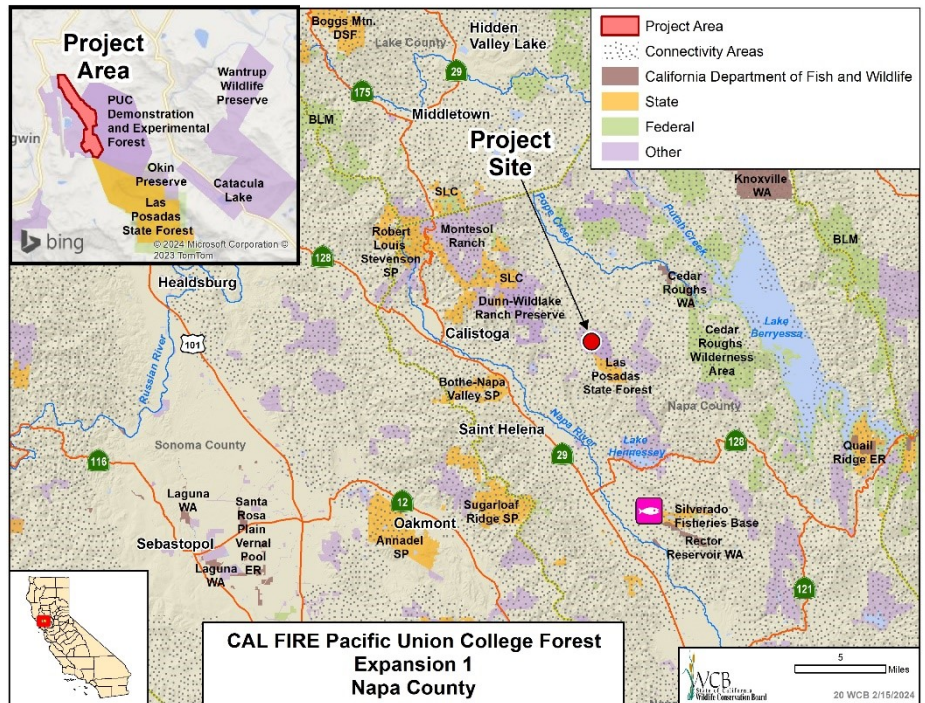 Project
Area
Wantrup
Wildlife
Preserve
PUC
Demonstration
and Experimental
Forest
gwin
Okin
Preserve
Catacula
Lake
Las
Posadas
State Forest
bing
© 2024 Microsoft Corporation ©
2023 TomTom
Boggs Mtn.
DSF
Lake County
Hidden
Valley Lake
29
175
Middletown
BLM
Project
Site
Project Area
Connectivity Areas
California Department of Fish and Wildlife
State
Federal
Other
Knoxville
WA
SLC
Pope Creek
Putah Creek
Robert
Louis
Stevenson
SP
Montesol
Ranch
BLM
128
SLC
Cedar
Roughs
WA
Healdsburg
Dunn-Wildlake
Ranch Preserve
101
Calistoga
Cedar
Roughs
Wilderness
Area
Lake
Berryessa
Russian River
Las
Posadas
State Forest
Bothe-Napa
Valley SP
Napa County
Saint Helena
Napa River
Lake
Hennessey
128
Sonoma County
29
Quail
Ridge ER
116
Laguna
WA
Santa
Rosa
Plain
Vernal
Pool
ER
12
Oakmont
Sugarloaf
Ridge SP
Silverado
Fisheries Base
Sebastopol
Annadel
SP
Rector
Reservoir WA
Laguna
WA
121
CAL FIRE Pacific Union College Forest
Expansion 1
Napa County
WCB
State of California
Wildlife Conservation Board
5
Miles
20 WCB 2/15/2024